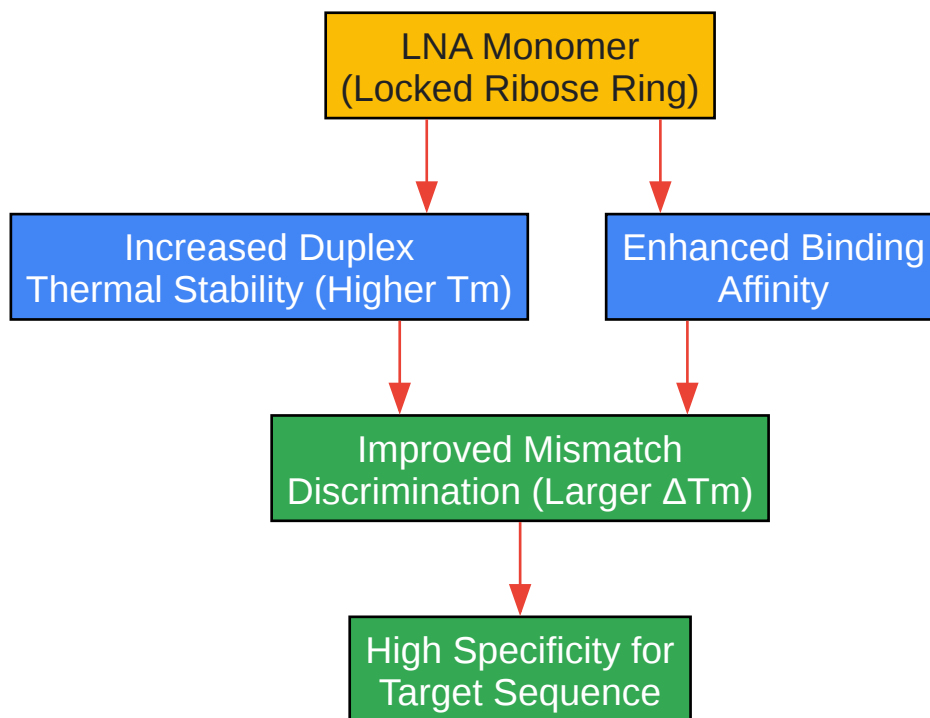 LNA Monomer
(Locked Ribose Ring)
Increased Duplex
Thermal Stability (Higher Tm)
Enhanced Binding
Affinity
Improved Mismatch
Discrimination (Larger ΔTm)
High Specificity for
Target Sequence